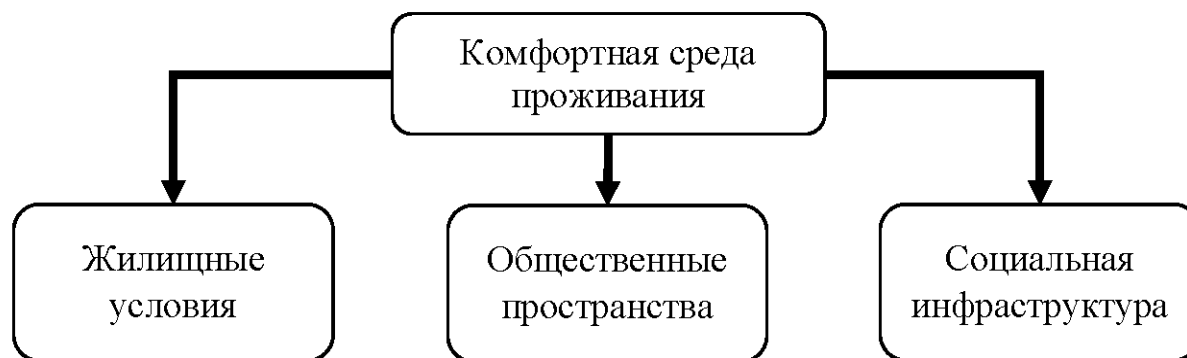 Комфортная среда
проживания
Жилищные
условия
Общественные
пространства
Социальная
инфраструктура